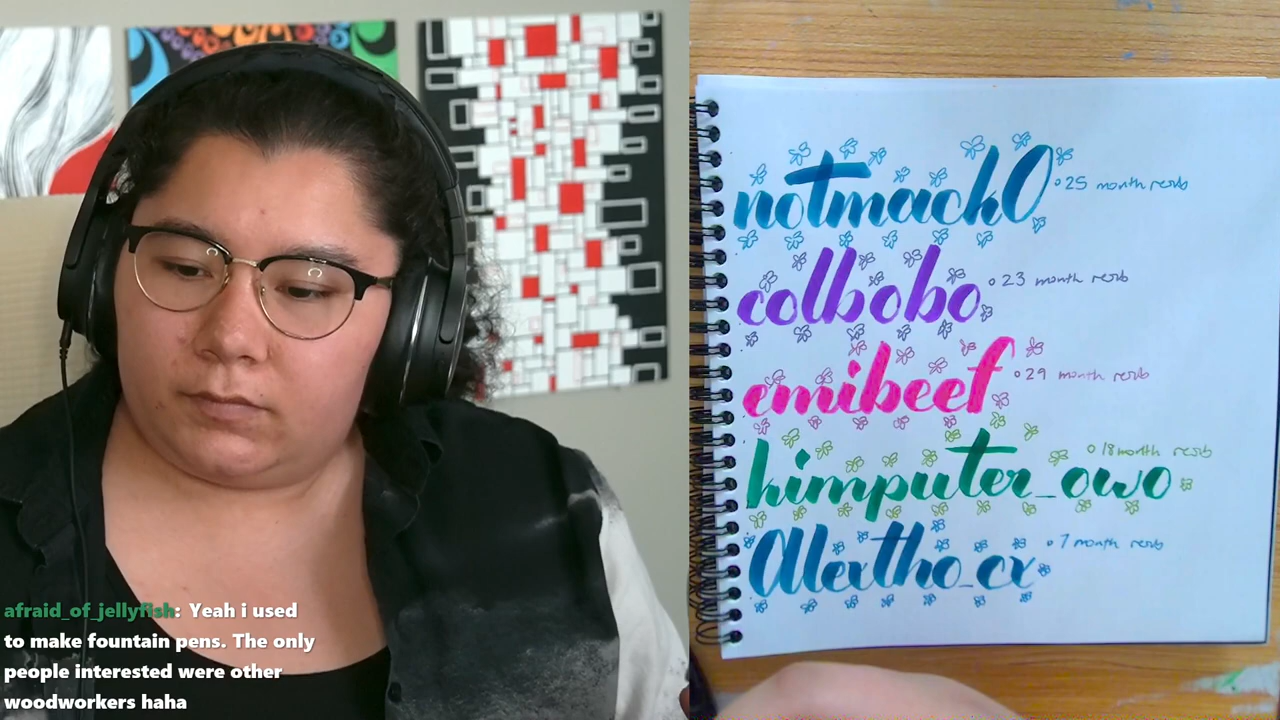 notmack0 25 month resub
colbobo 23 month resub
emibeef 29 month resub
kimputer_owo 18 month resub
Alextho_cx 7 month resub
afraid_of_jellyfish: Yeah i used
to make fountain pens. The only
people interested were other
woodworkers haha